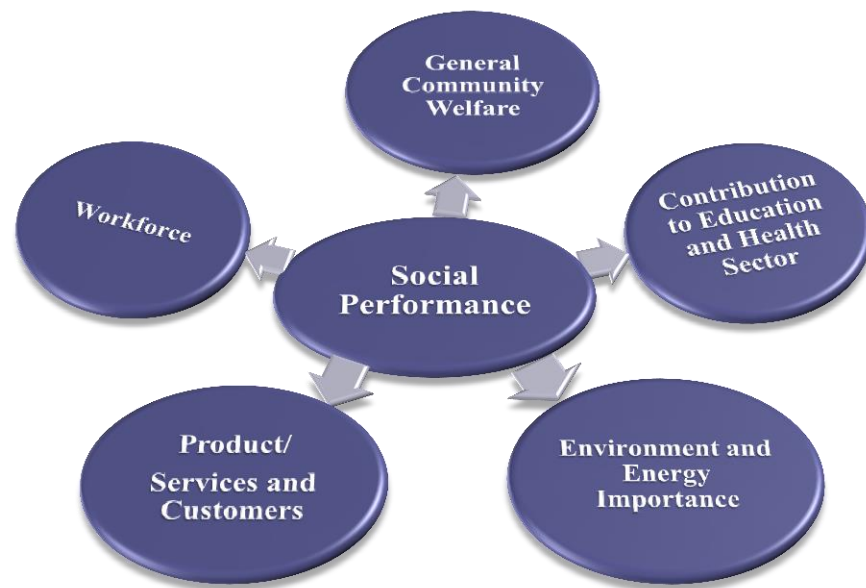 General
Community
Welfare
Workforce
Contribution
to Education
and Health
Sector
Social
Performance
Product/
Services and
Customers
Environment and
Energy
Importance